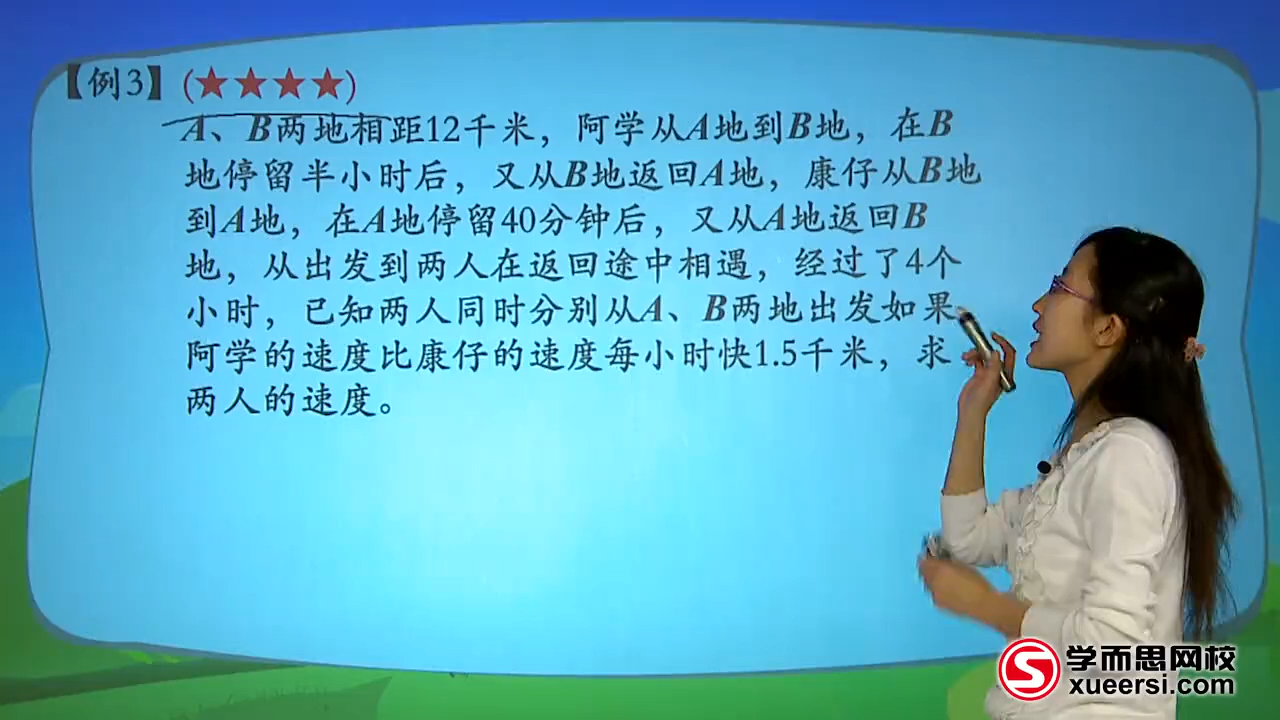 【例3】(★★★★)
A、B两地相距12千米，阿学从A地到B地，在B
地停留半小时后，又从B地返回A地，康仔从B地
到A地，在A地停留40分钟后，又从A地返回B
地，从出发到两人在返回途中相遇，经过了4个
小时，已知两人同时分别从A、B两地出发如果
阿学的速度比康仔的速度每小时快1.5千米，求
两人的速度。
学而思网校
xueersi.com